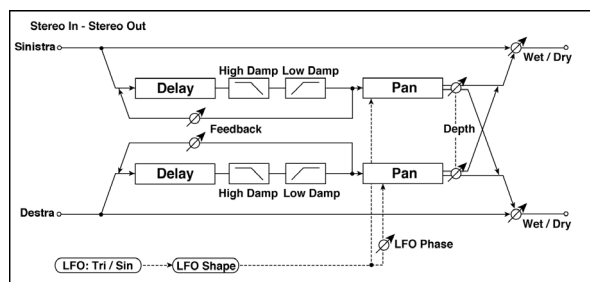 Stereo In - Stereo Out
Sinistra
Wet / Dry
High Damp Low Damp
Delay
Pan
Feedback
Depth
Delay
Pan
High Damp Low Damp
Destra
Wet / Dry
LFO Phase
LFO: Tri / Sin
LFO Shape